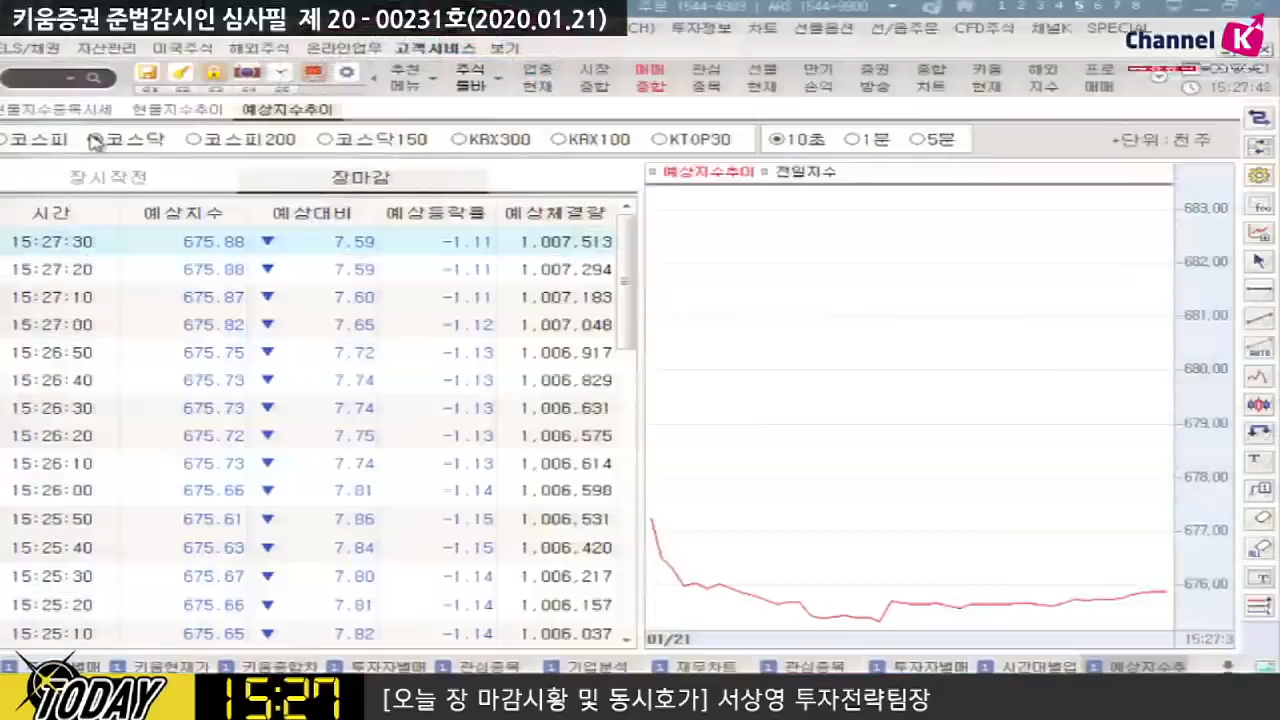 키움증권 준법감시인 심사필 제 20 - 00231호(2020.01.21)
주문 1544-4989 ARS 1544-9900
1 2 3 4 5 6 7 8
Channel K
투자정보 차트 선물옵션 선/옵주문 CFD주식 채널K SPECIAL
ELS/채권 자산관리 미국주식 해외주식 온라인업무 고객서비스 보기
추천 메뉴 주식 툴바 업종 현재 시장 종합 매매 종합 관심 종목 선물 현재 만기 손익 증권 방송 종합 차트 키움 현재 해외 지수 프로 매매
현물지수종목시세 현물지수추이 예상지수추이
코스피 코스닥 코스피200 코스닥150 KRX300 KRX100 KTOP30 10초 1분 5분 단위 : 천주
장시작전 장마감
예상지수추이 전일지수
시간 예상지수 예상대비 예상등락률 예상체결량
15:27:30 675.88 ▼ 7.59 -1.11 1,007,513
15:27:20 675.88 ▼ 7.59 -1.11 1,007,294
15:27:10 675.87 ▼ 7.60 -1.11 1,007,183
15:27:00 675.82 ▼ 7.65 -1.12 1,007,048
15:26:50 675.75 ▼ 7.72 -1.13 1,006,917
15:26:40 675.73 ▼ 7.74 -1.13 1,006,829
15:26:30 675.73 ▼ 7.74 -1.13 1,006,631
15:26:20 675.72 ▼ 7.75 -1.13 1,006,575
15:26:10 675.73 ▼ 7.74 -1.13 1,006,614
15:26:00 675.66 ▼ 7.81 -1.14 1,006,598
15:25:50 675.61 ▼ 7.86 -1.15 1,006,531
15:25:40 675.63 ▼ 7.84 -1.15 1,006,420
15:25:30 675.67 ▼ 7.80 -1.14 1,006,217
15:25:20 675.66 ▼ 7.81 -1.14 1,006,157
15:25:10 675.65 ▼ 7.82 -1.14 1,006,037
683,00
682,00
681,00
680,00
679,00
678,00
677,00
676,00
01/21 15:27:3
키움현재가 키움종합차 투자자별매 관심종목 기업분석 재무차트 관심종목 투자자별매 시간대별업 예상지수추
TODAY 15:27 [오늘 장 마감시황 및 동시호가] 서상영 투자전략팀장